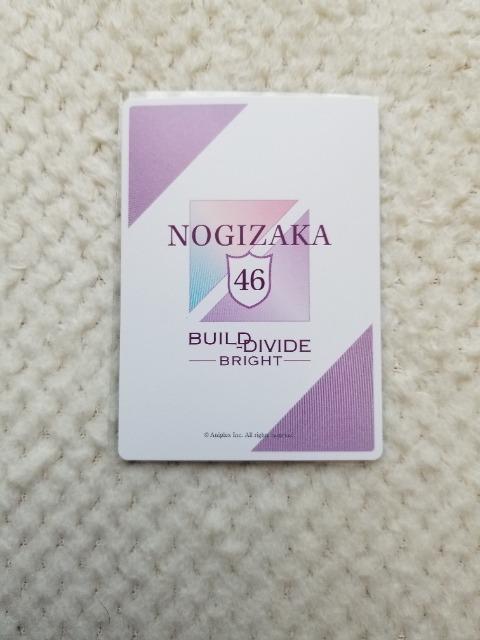 NOGIZAKA
46
BUILD
-DIVIDE
BRIGHT
© Aniplex Inc. All rights reserved.